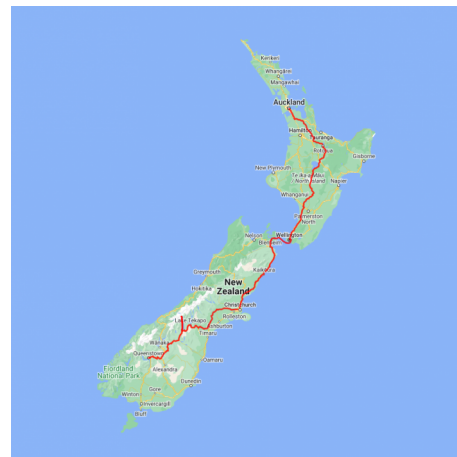 Kerikeri
Whangarei
Mangawhai
Auckland
Hamilton
Tauranga
Rotorua
Gisborne
New Plymouth
Te Ika-a-Māui
North Island
Napier
Whanganui
Palmerston
North
Nelson
Wellington
Blenheim
Greymouth
Kaikōura
Hokitika
New
Zealand
Christchurch
Rolleston
Lake Tekapo
Ashburton
Timaru
Wānaka
Queenstown
Oamaru
Fiordland
National Park
Alexandra
Dunedin
Gore
Winton
Invercargill
Bluff